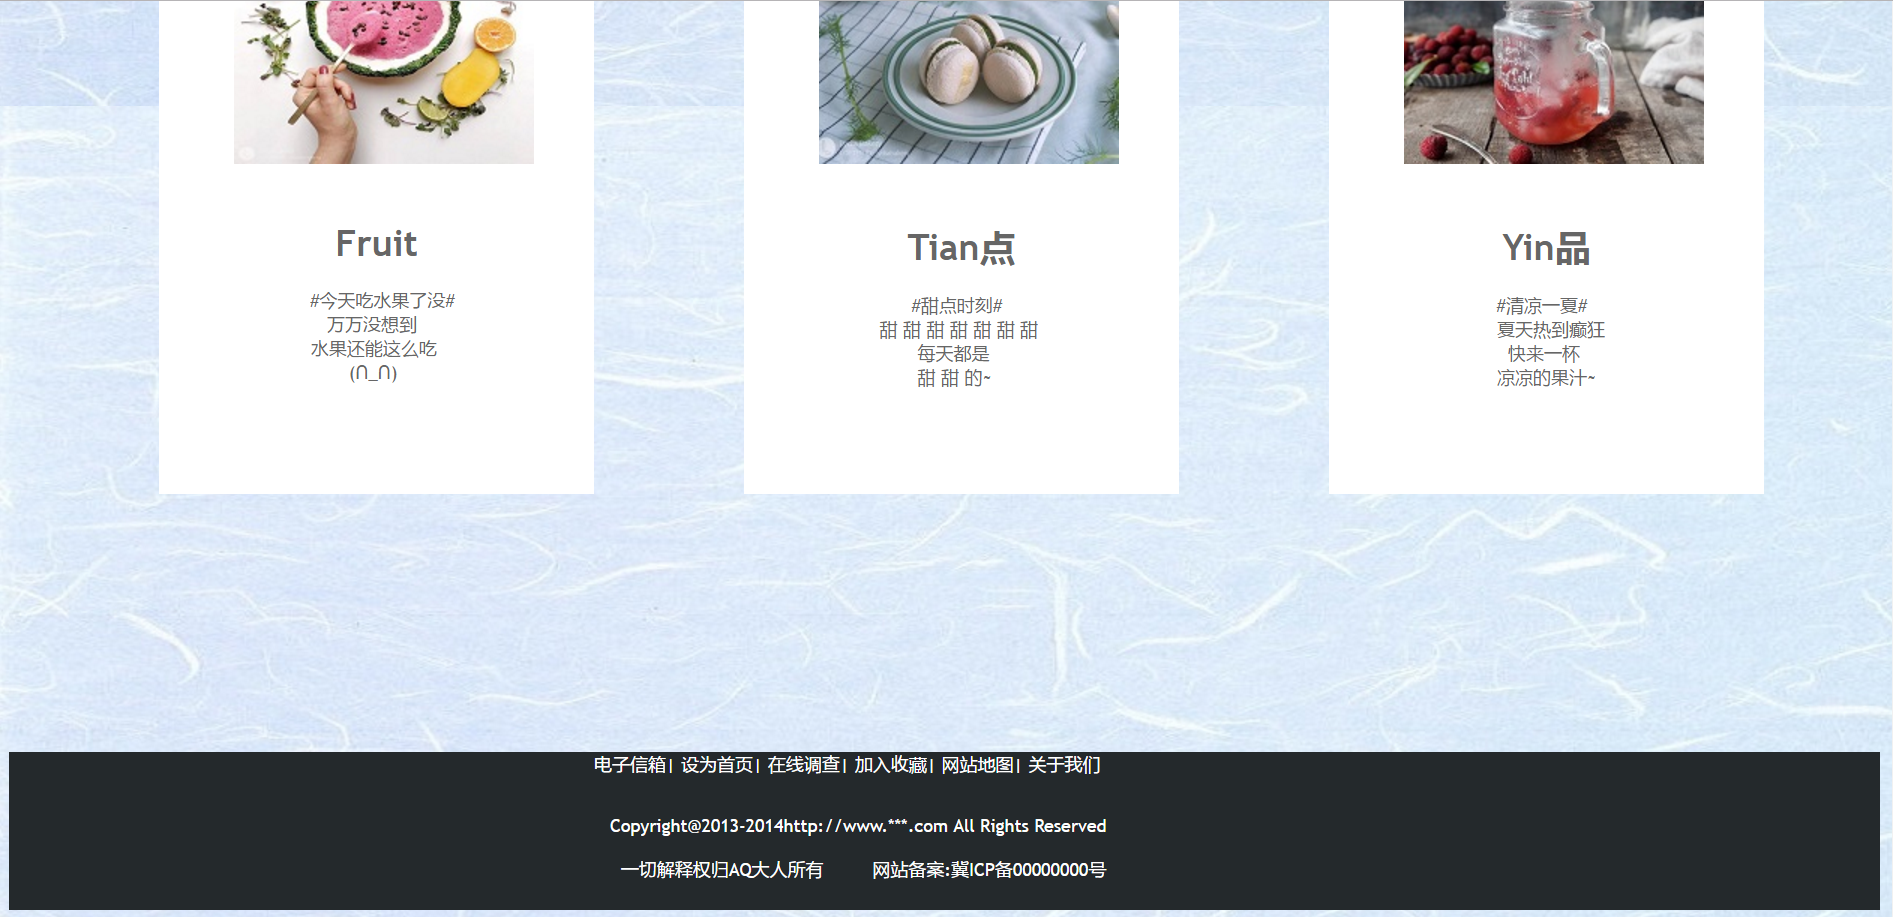 Fruit
#今天吃水果了没#
万万没想到
水果还能这么吃
(∩_∩)
Tian点
#甜点时刻#
甜 甜 甜 甜 甜 甜 甜
每天都是
甜 甜 的~
Yin品
#清凉一夏#
夏天热到癫狂
快来一杯
凉凉的果汁~
电子信箱| 设为首页| 在线调查| 加入收藏| 网站地图| 关于我们
Copyright@2013-2014http://www.***.com All Rights Reserved
一切解释权归AQ大人所有 网站备案:冀ICP备00000000号